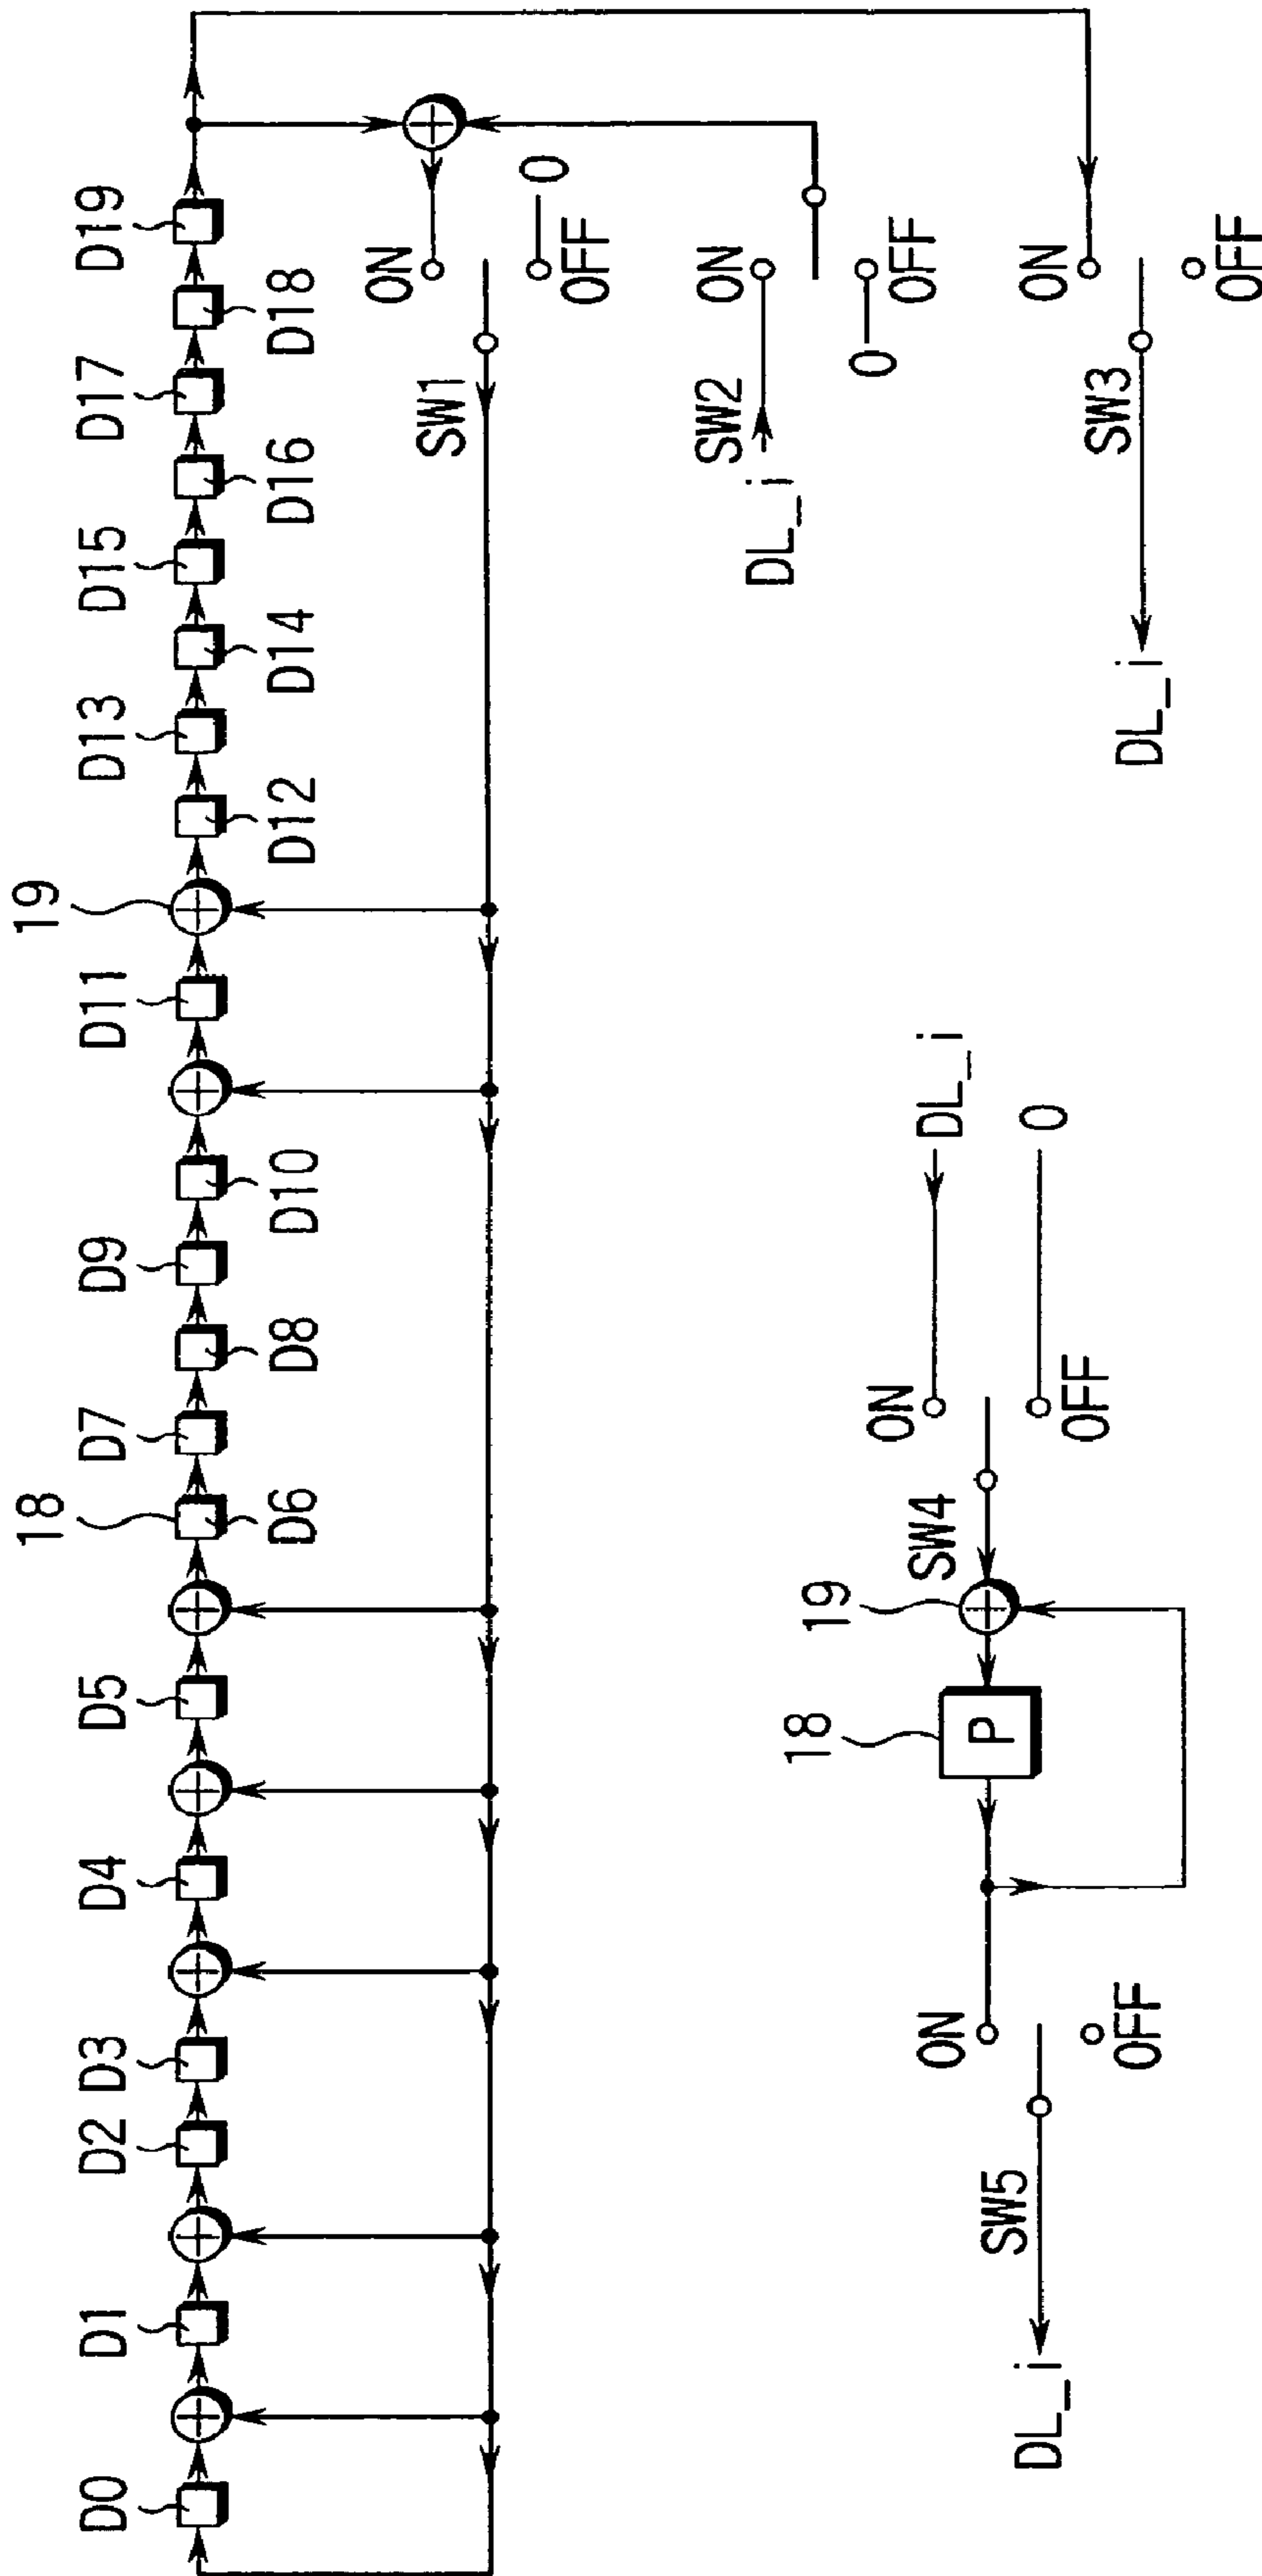 19
18
D0
D1
D2
D3
D4
D5
D6
D7
D8
D9
D10
D11
D12
D13
D14
D15
D16
D17
D18
D19
ON
0
OFF
SW1
ON
OFF
0
SW2
DL_i
ON
OFF
SW3
DL_i
DL_i
0
ON
OFF
SW4
19
18
P
ON
OFF
SW5
DL_i